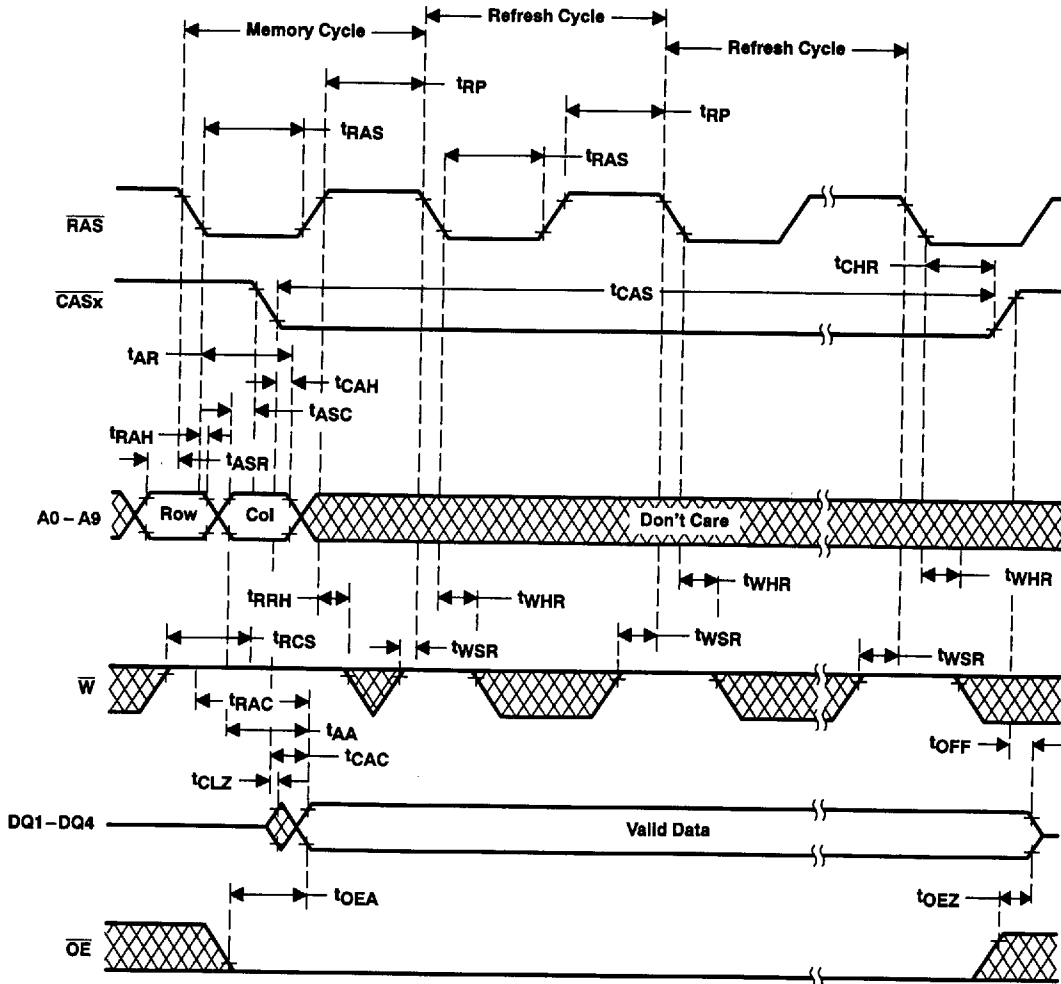 Memory Cycle
Refresh Cycle
Refresh Cycle
tRP
tRP
tRAS
tRAS
RAS
tCHR
CASx
tCAS
tAR
tCAH
tASC
tRAH
tASR
A0 – A9
Row
Col
Don't Care
tRRH
tWHR
tWHR
tWHR
tRCS
tWSR
tWSR
tWSR
W
tRAC
tAA
tOFF
tCAC
tCLZ
DQ1–DQ4
Valid Data
tOEA
tOEZ
OE